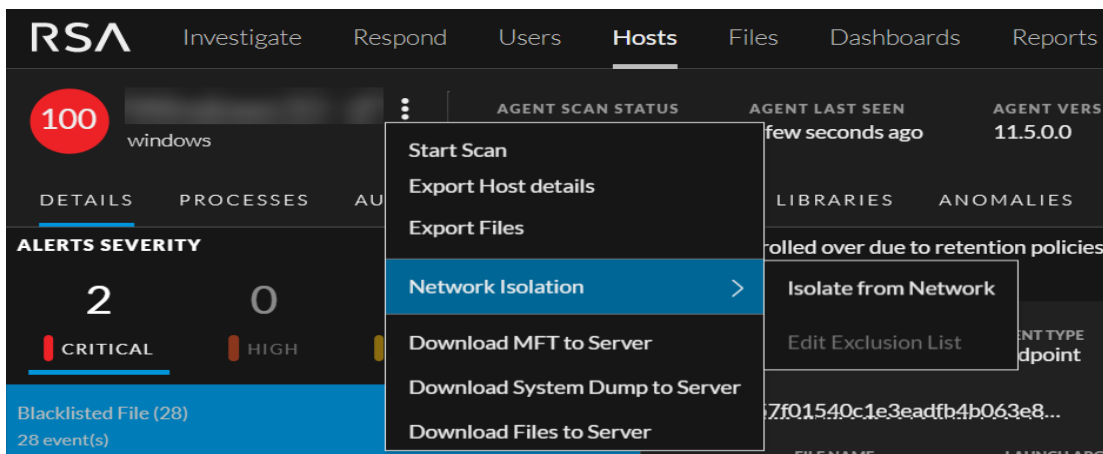 RSA Investigate Respond Users Hosts Files Dashboards Reports
100
windows
AGENT SCAN STATUS
AGENT LAST SEEN
few seconds ago
AGENT VERS
11.5.0.0
DETAILS PROCESSES AU LIBRARIES ANOMALIES
Start Scan
Export Host details
Export Files
Network Isolation >
Download MFT to Server
Download System Dump to Server
Download Files to Server
Isolate from Network
Edit Exclusion List
ALERTS SEVERITY
rolled over due to retention policies
2
CRITICAL
0
HIGH
ENT TYPE
dpoint
Blacklisted File (28)
28 event(s)
7f01540c1e3eadfb4b063e8...
FILENAME